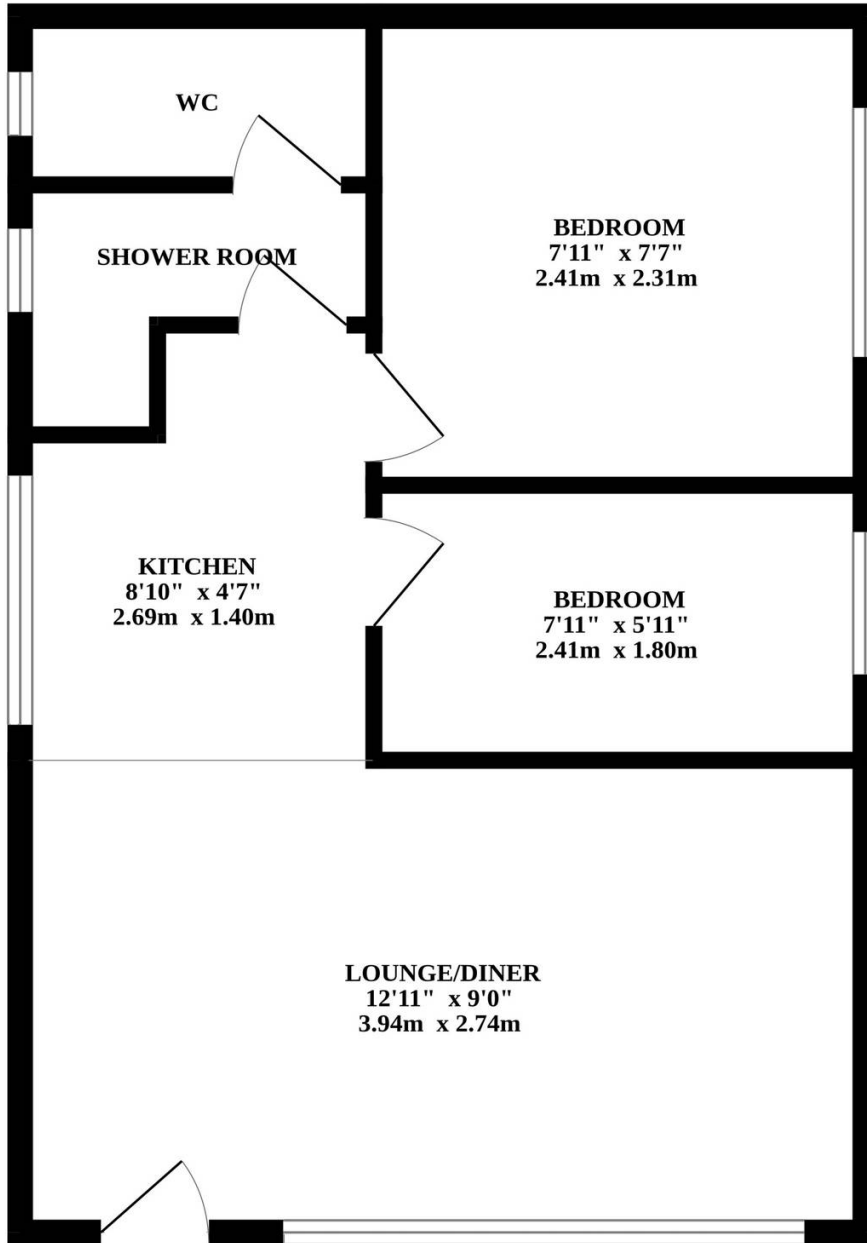 WC
SHOWER ROOM
BEDROOM
7'11"  x 7'7"
2.41m  x 2.31m
KITCHEN
8'10"  x 4'7"
2.69m  x 1.40m
BEDROOM
7'11"  x 5'11"
2.41m  x 1.80m
LOUNGE/DINER
12'11"  x 9'0"
3.94m  x 2.74m